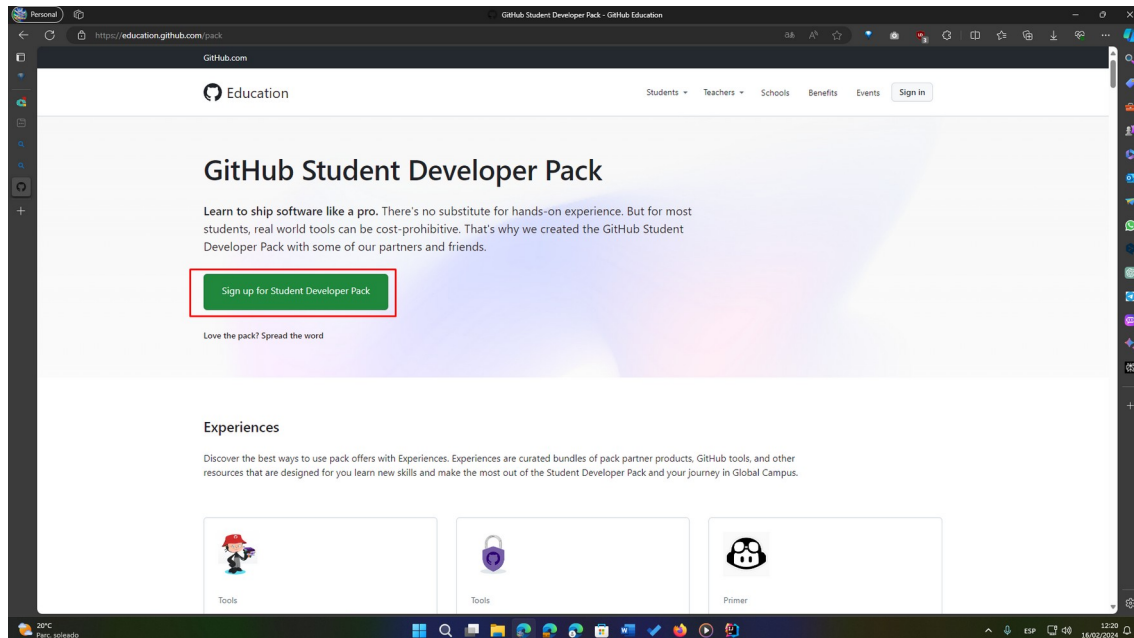 Personal
GitHub Student Developer Pack - GitHub Education
https://education.github.com/pack
GitHub.com
Education
Students
Teachers
Schools
Benefits
Events
Sign in
GitHub Student Developer Pack
Learn to ship software like a pro. There's no substitute for hands-on experience. But for most
students, real world tools can be cost-prohibitive. That's why we created the GitHub Student
Developer Pack with some of our partners and friends.
Sign up for Student Developer Pack
Love the pack? Spread the word
Experiences
Discover the best ways to use pack offers with Experiences. Experiences are curated bundles of pack partner products, GitHub tools, and other
resources that are designed for you learn new skills and make the most out of the Student Developer Pack and your journey in Global Campus.
Tools
Tools
Primer
20°C
Parc. soleado
ESP
12:20
16/02/2024